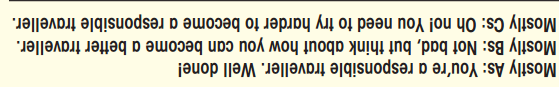 Mostly As: You're a responsible traveller. Well done!
Mostly Bs: Not bad, but think about how you can become a better traveller.
Mostly Cs: Oh no! You need to try harder to become a responsible traveller.